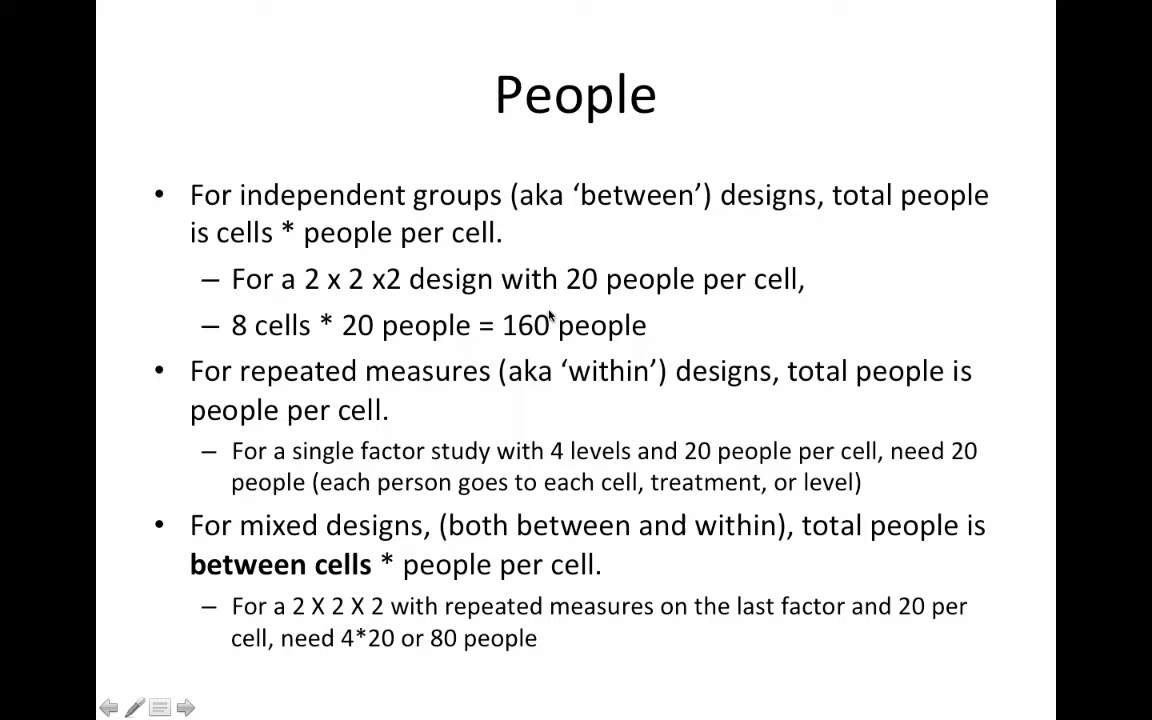 People
• For independent groups (aka ‘between’) designs, total people
is cells * people per cell.
– For a 2 x 2 x2 design with 20 people per cell,
– 8 cells * 20 people = 160 people
• For repeated measures (aka ‘within’) designs, total people is
people per cell.
– For a single factor study with 4 levels and 20 people per cell, need 20
people (each person goes to each cell, treatment, or level)
• For mixed designs, (both between and within), total people is
between cells * people per cell.
– For a 2 X 2 X 2 with repeated measures on the last factor and 20 per
cell, need 4*20 or 80 people